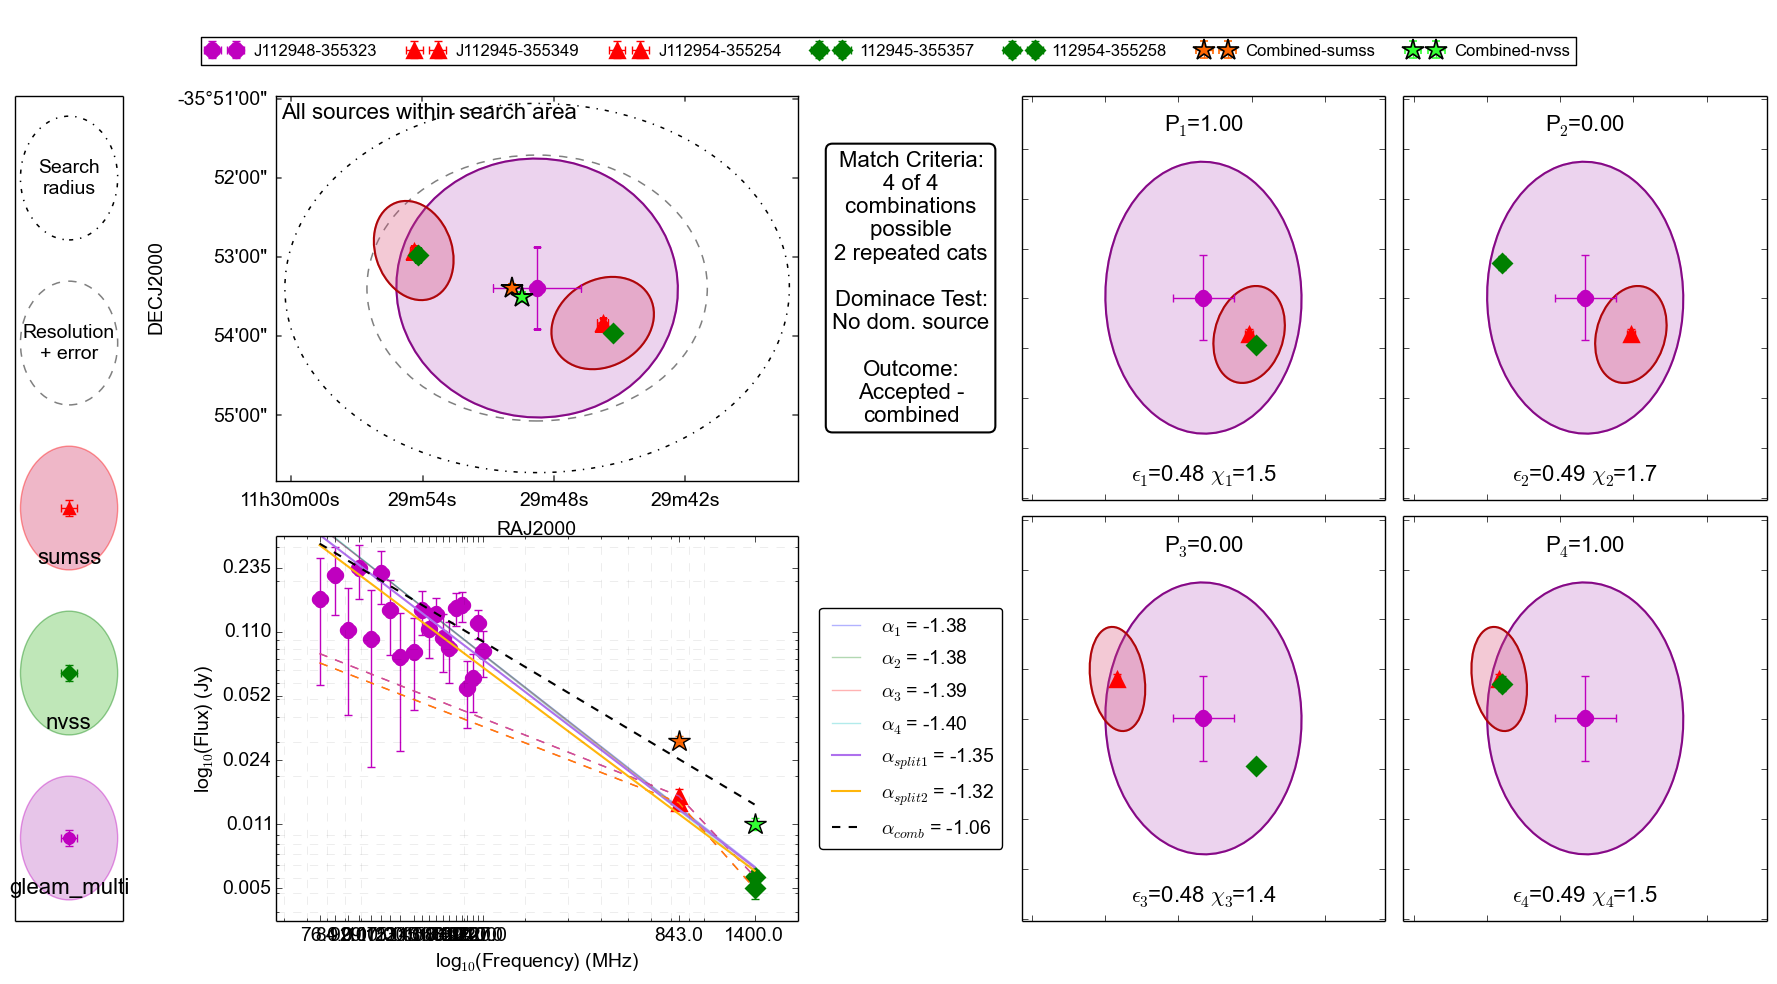 J112948-355323 J112945-355349 J112954-355254 112945-355357 112954-355258 Combined-sumss Combined-nvss
Search
radius
Resolution
+ error
sumss
nvss
gleam_multi
All sources within search area
-35°51'00"
52'00"
53'00"
54'00"
55'00"
DECJ2000
11h30m00s 29m54s 29m48s 29m42s
RAJ2000
Match Criteria:
4 of 4
combinations
possible
2 repeated cats
Dominace Test:
No dom. source
Outcome:
Accepted -
combined
P1=1.00
ϵ1=0.48 χ1=1.5
P2=0.00
ϵ2=0.49 χ2=1.7
P3=0.00
ϵ3=0.48 χ3=1.4
P4=1.00
ϵ4=0.49 χ4=1.5
0.235
0.110
0.052
0.024
0.011
0.005
log10(Flux) (Jy)
843.0 1400.0
log10(Frequency) (MHz)
α1 = -1.38
α2 = -1.38
α3 = -1.39
α4 = -1.40
αsplit1 = -1.35
αsplit2 = -1.32
αcomb = -1.06